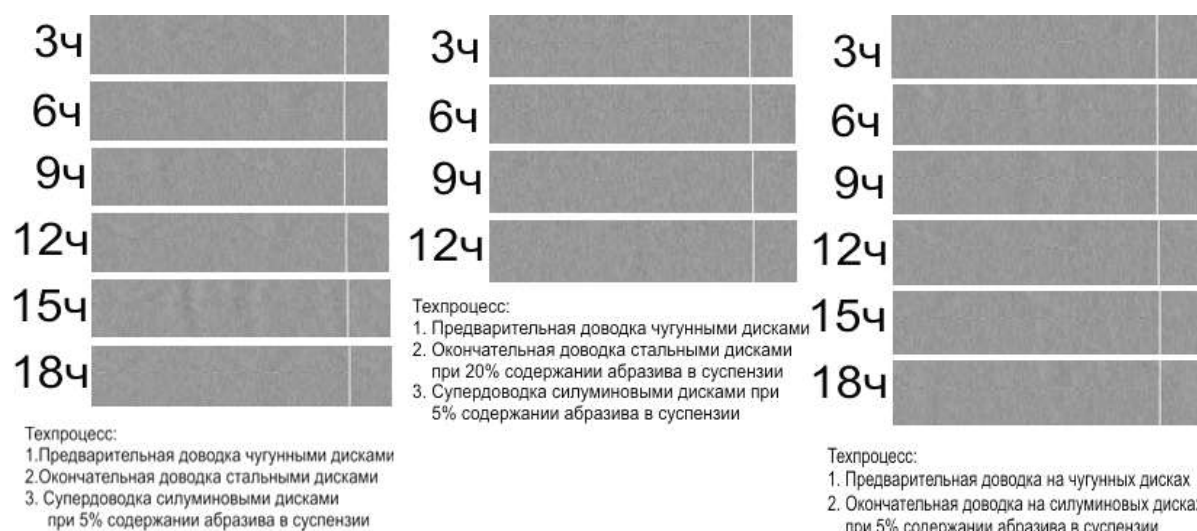 3ч
6ч
9ч
12ч
15ч
18ч
Техпроцесс:
1.Предварительная доводка чугунными дисками
2.Окончательная доводка стальными дисками
3. Супердоводка силуминовыми дисками
при 5% содержании абразива в суспензии
3ч
6ч
9ч
12ч
Техпроцесс:
1. Предварительная доводка чугунными дисками
2. Окончательная доводка стальными дисками
при 20% содержании абразива в суспензии
3. Супердоводка силуминовыми дисками при
5% содержании абразива в суспензии
3ч
6ч
9ч
12ч
15ч
18ч
Техпроцесс:
1. Предварительная доводка на чугунных дисках
2. Окончательная доводка на силуминовых диска
при 5% содержании абразива в суспензии